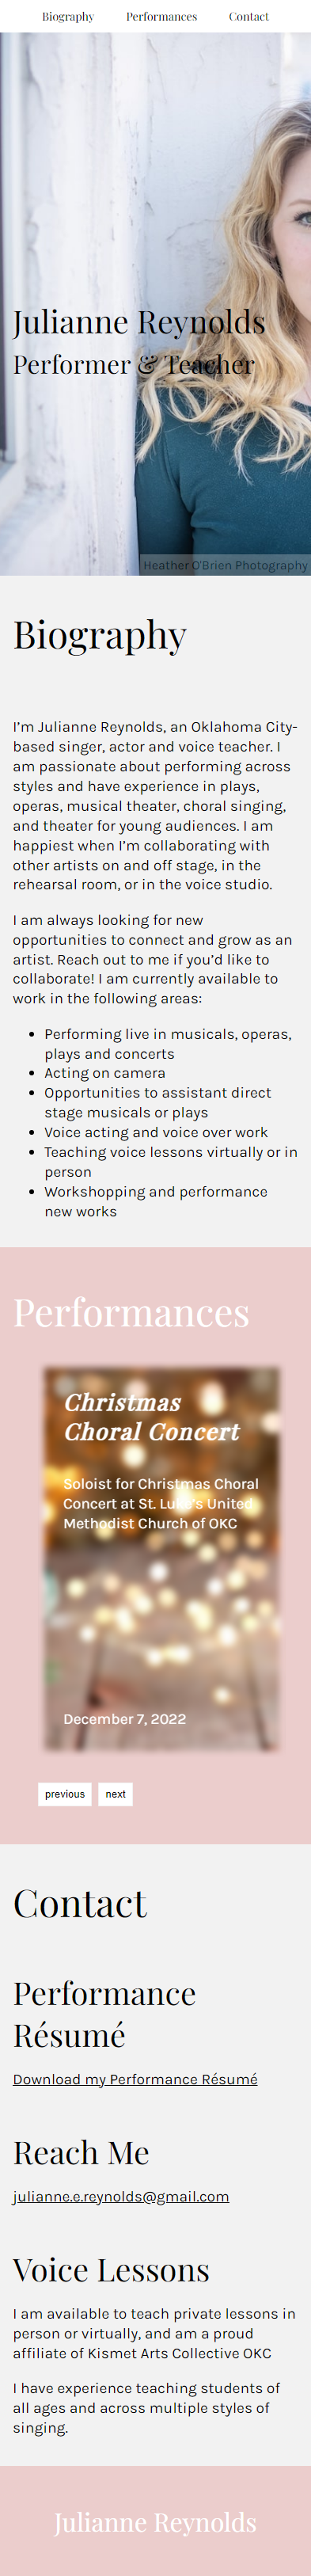 Biography Performances Contact
Julianne Reynolds
Performer & Teacher
Heather O'Brien Photography
Biography
I’m Julianne Reynolds, an Oklahoma City-
based singer, actor and voice teacher. I
am passionate about performing across
styles and have experience in plays,
operas, musical theater, choral singing,
and theater for young audiences. I am
happiest when I’m collaborating with
other artists on and off stage, in the
rehearsal room, or in the voice studio.
I am always looking for new
opportunities to connect and grow as an
artist. Reach out to me if you’d like to
collaborate! I am currently available to
work in the following areas:
• Performing live in musicals, operas,
plays and concerts
• Acting on camera
• Opportunities to assistant direct
stage musicals or plays
• Voice acting and voice over work
• Teaching voice lessons virtually or in
person
• Workshopping and performance
new works
Performances
Christmas
Choral Concert
Soloist for Christmas Choral
Concert at St. Luke's United
Methodist Church of OKC
December 7, 2022
previous next
Contact
Performance
Résumé
Download my Performance Résumé
Reach Me
julianne.e.reynolds@gmail.com
Voice Lessons
I am available to teach private lessons in
person or virtually, and am a proud
affiliate of Kismet Arts Collective OKC
I have experience teaching students of
all ages and across multiple styles of
singing.
Julianne Reynolds